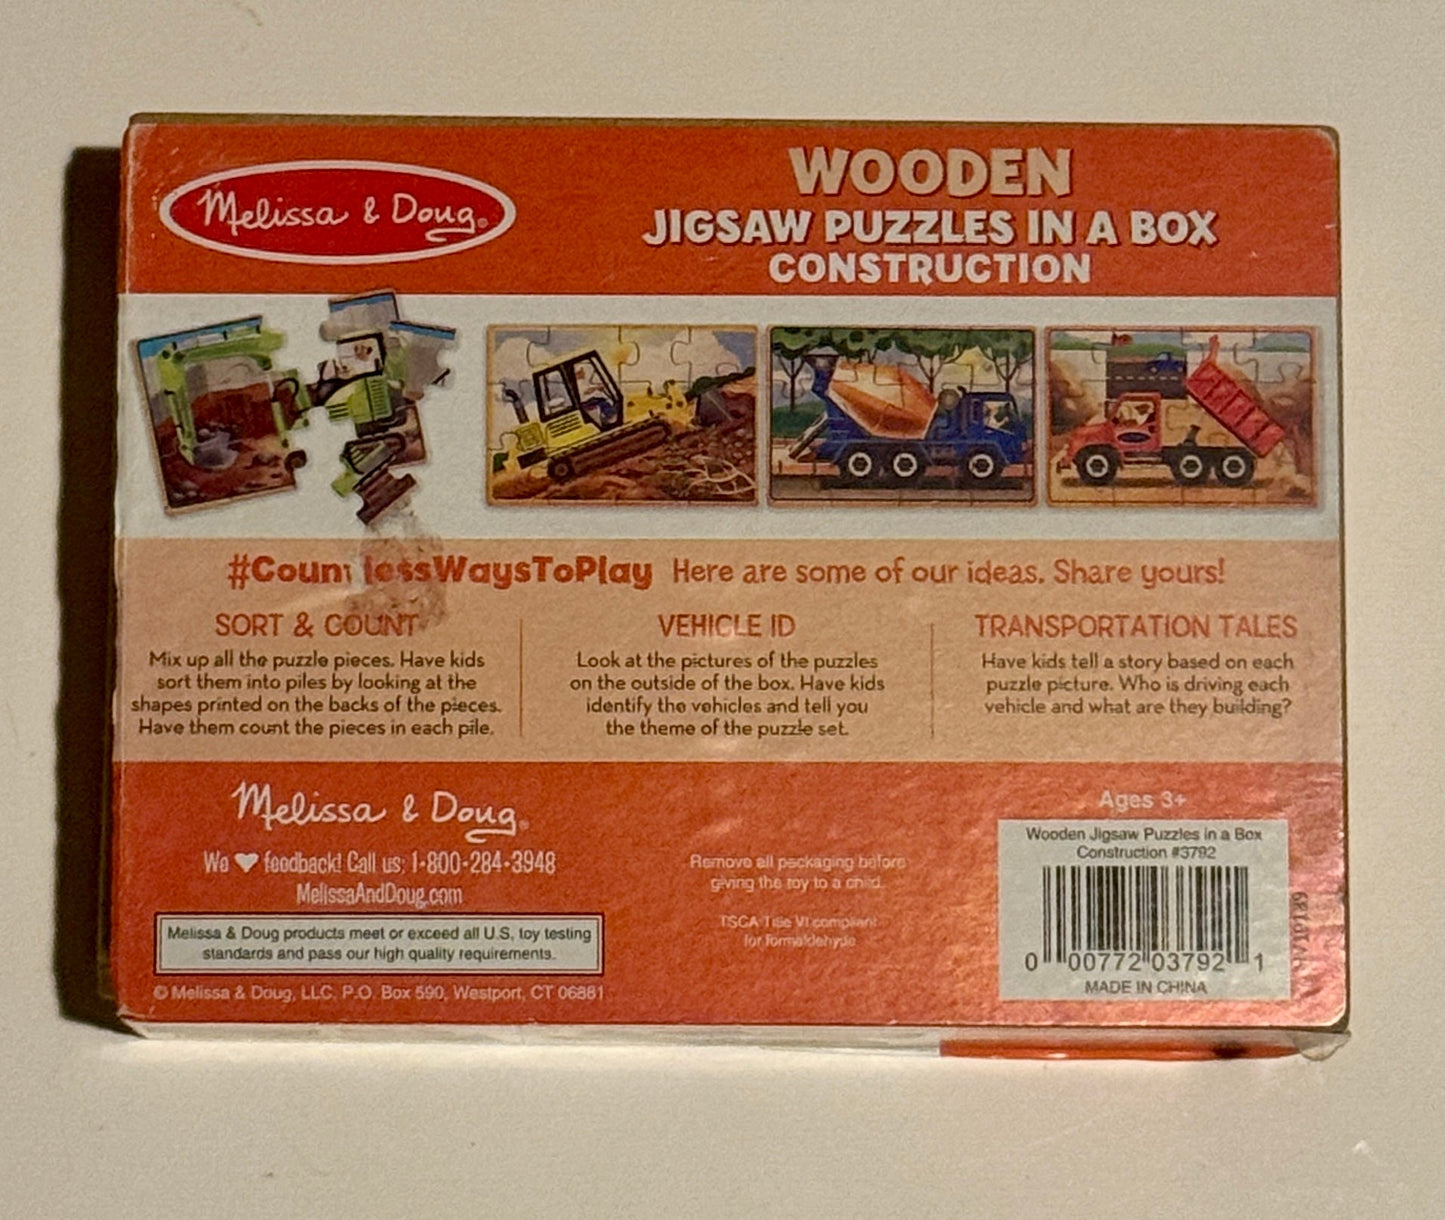 Melissa & Doug®
WOODEN
JIGSAW PUZZLES IN A BOX
CONSTRUCTION
#CountlessWaysToPlay Here are some of our ideas. Share yours!
SORT & COUNT
Mix up all the puzzle pieces. Have kids
sort them into piles by looking at the
shapes printed on the backs of the pieces.
Have them count the pieces in each pile.
VEHICLE ID
Look at the pictures of the puzzles
on the outside of the box. Have kids
identify the vehicles and tell you
the theme of the puzzle set.
TRANSPORTATION TALES
Have kids tell a story based on each
puzzle picture. Who is driving each
vehicle and what are they building?
Melissa & Doug®
We ♥ feedback! Call us: 1-800-284-3948
MelissaAndDoug.com
Melissa & Doug products meet or exceed all U.S. toy testing
standards and pass our high quality requirements.
© Melissa & Doug, LLC. P.O. Box 590, Westport, CT 06881
Remove all packaging before
giving the toy to a child.
TSCA Title VI compliant
for formaldehyde
Ages 3+
Wooden Jigsaw Puzzles in a Box
Construction #3792
0 00772 03792 1
MADE IN CHINA